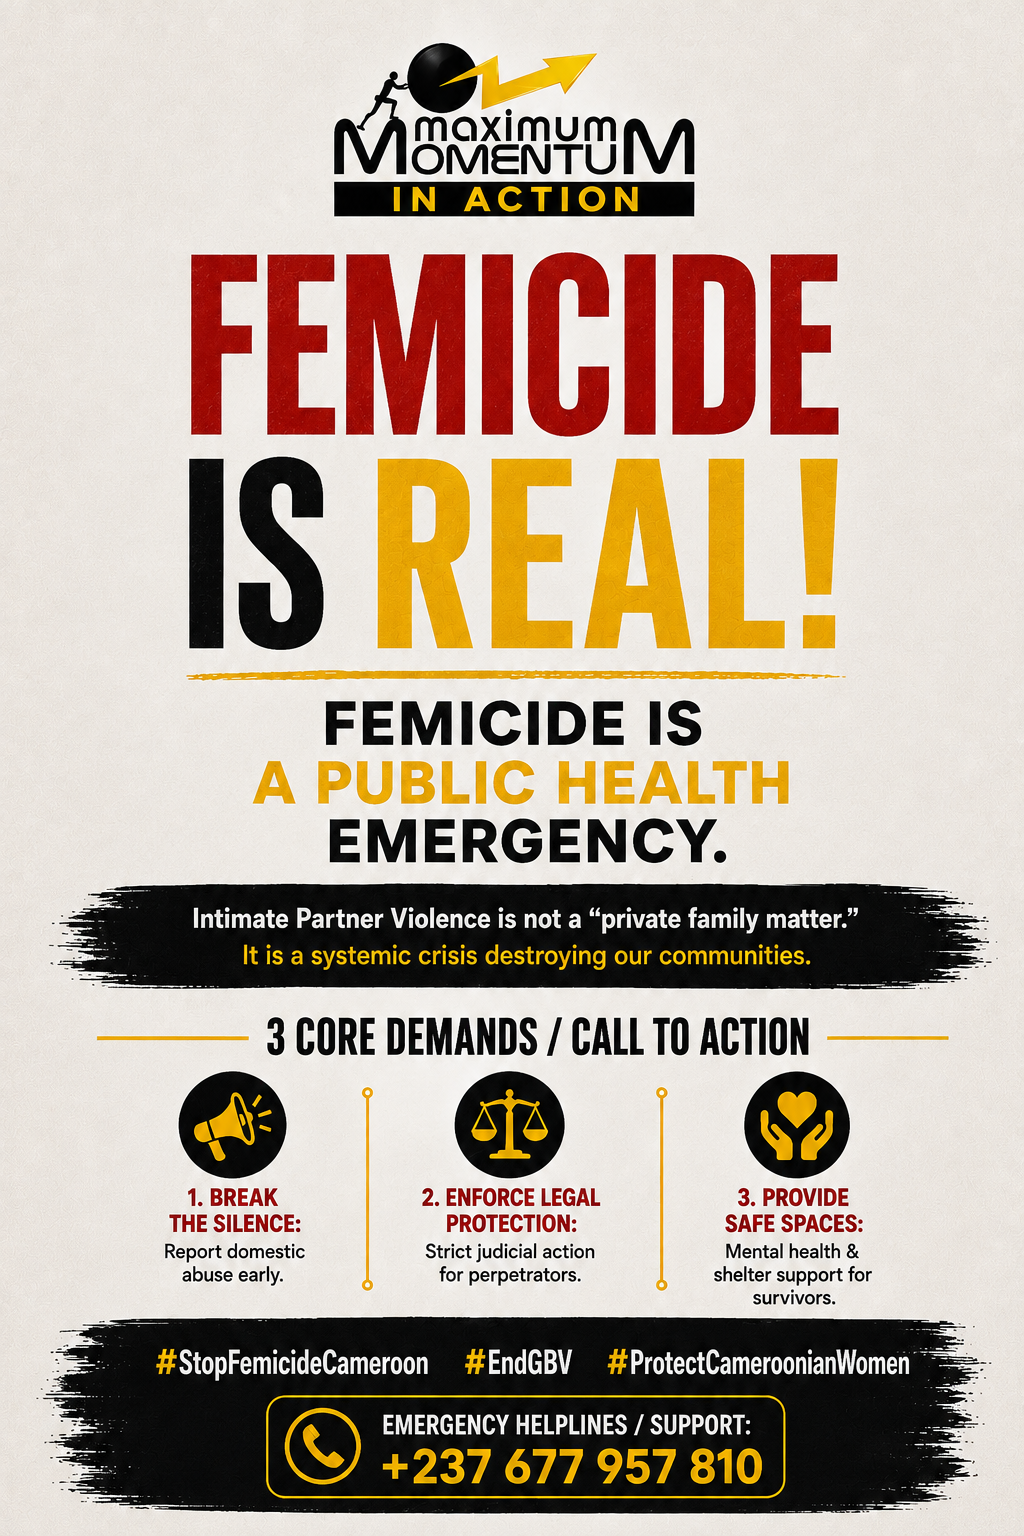 maximum
MOMENTUM
IN ACTION
FEMICIDE
IS REAL!
FEMICIDE IS
A PUBLIC HEALTH
EMERGENCY.
Intimate Partner Violence is not a “private family matter.”
It is a systemic crisis destroying our communities.
3 CORE DEMANDS / CALL TO ACTION
1. BREAK
THE SILENCE:
Report domestic
abuse early.
2. ENFORCE LEGAL
PROTECTION:
Strict judicial action
for perpetrators.
3. PROVIDE
SAFE SPACES:
Mental health &
shelter support for
survivors.
#StopFemicideCameroon #EndGBV #ProtectCameroonianWomen
EMERGENCY HELPLINES / SUPPORT:
+237 677 957 810